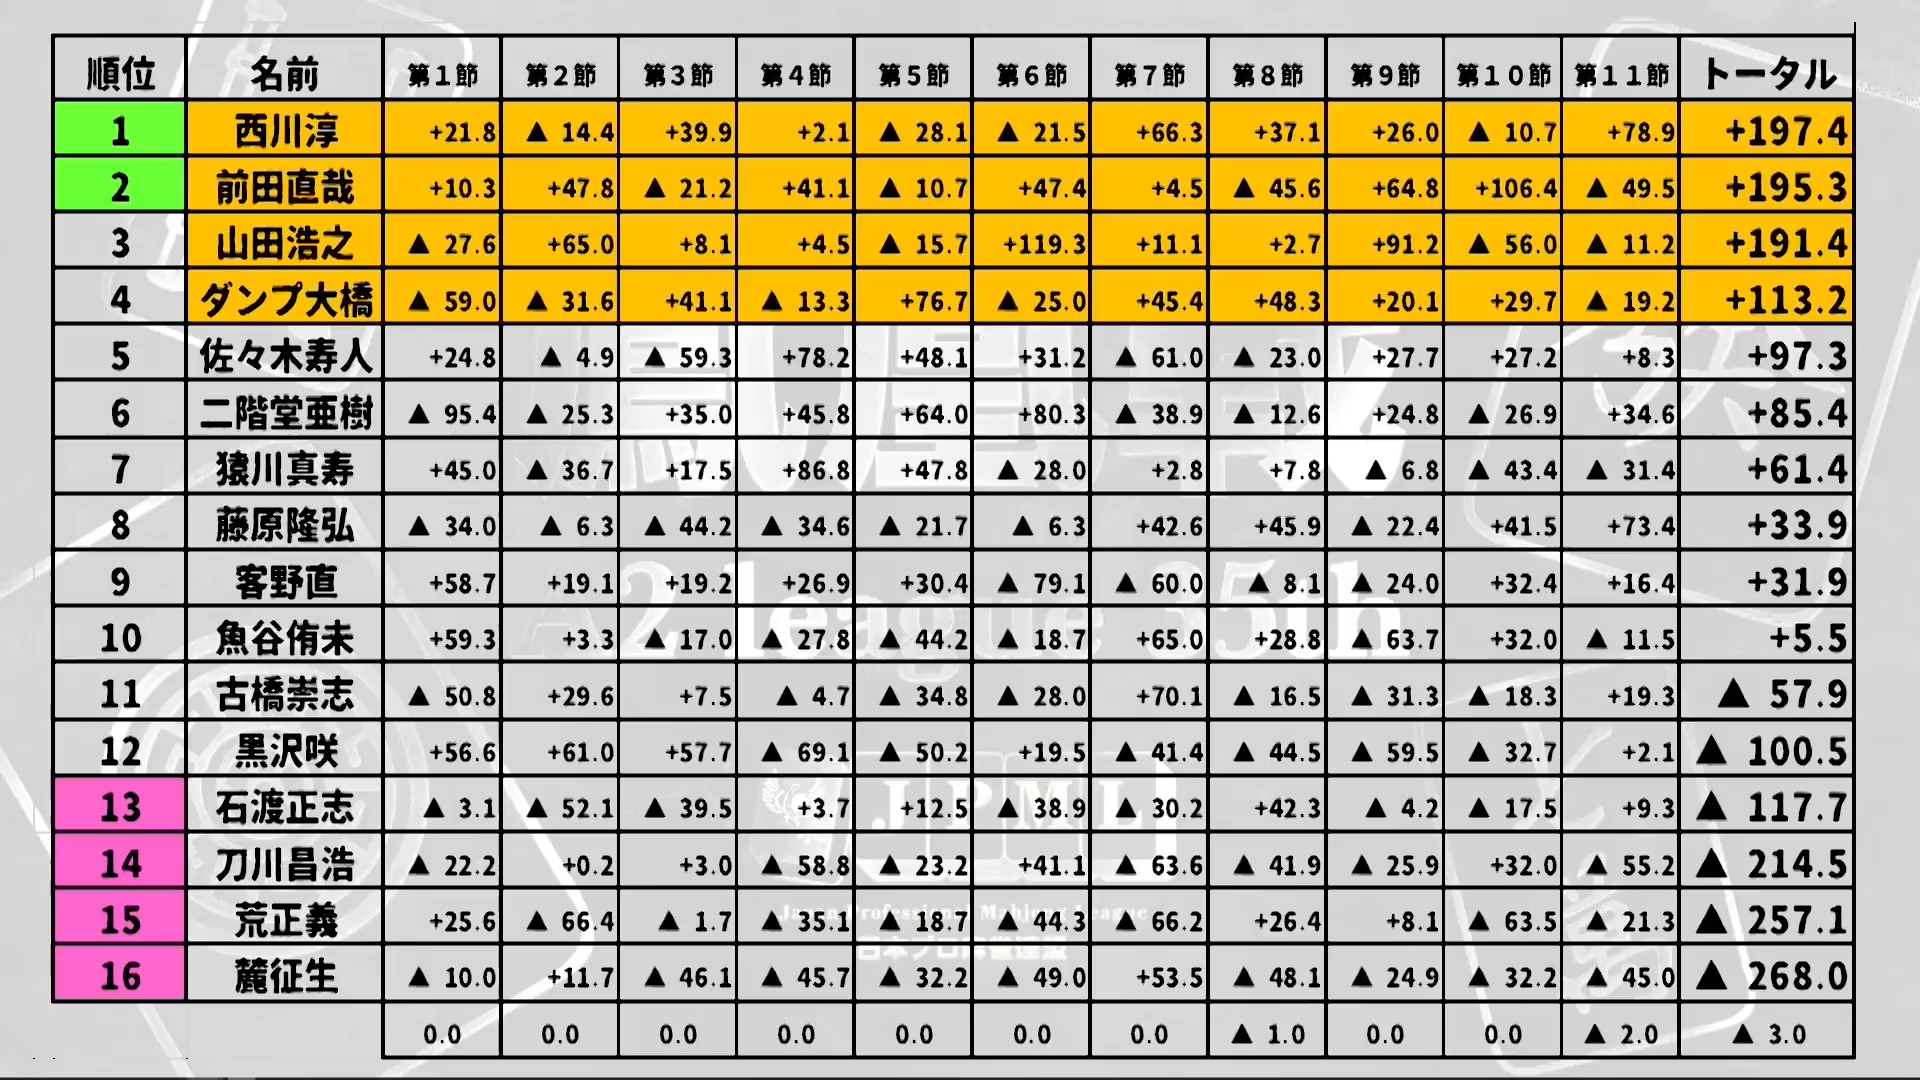 順位 名前 第1節 第2節 第3節 第4節 第5節 第6節 第7節 第8節 第9節 第10節 第11節 トータル
1 西川淳 +21.8 ▲ 14.4 +39.9 +2.1 ▲ 28.1 ▲ 21.5 +66.3 +37.1 +26.0 ▲ 10.7 +78.9 +197.4
2 前田直哉 +10.3 +47.8 ▲ 21.2 +41.1 ▲ 10.7 +47.4 +4.5 ▲ 45.6 +64.8 +106.4 ▲ 49.5 +195.3
3 山田浩之 ▲ 27.6 +65.0 +8.1 +4.5 ▲ 15.7 +119.3 +11.1 +2.7 +91.2 ▲ 56.0 ▲ 11.2 +191.4
4 ダンプ大橋 ▲ 59.0 ▲ 31.6 +41.1 ▲ 13.3 +76.7 ▲ 25.0 +45.4 +48.3 +20.1 +29.7 ▲ 19.2 +113.2
5 佐々木寿人 +24.8 ▲ 4.9 ▲ 59.3 +78.2 +48.1 +31.2 ▲ 61.0 ▲ 23.0 +27.7 +27.2 +8.3 +97.3
6 二階堂亜樹 ▲ 95.4 ▲ 25.3 +35.0 +45.8 +64.0 +80.3 ▲ 38.9 ▲ 12.6 +24.8 ▲ 26.9 +34.6 +85.4
7 猿川真寿 +45.0 ▲ 36.7 +17.5 +86.8 +47.8 ▲ 28.0 +2.8 +7.8 ▲ 6.8 ▲ 43.4 ▲ 31.4 +61.4
8 藤原隆弘 ▲ 34.0 ▲ 6.3 ▲ 44.2 ▲ 34.6 ▲ 21.7 ▲ 6.3 +42.6 +45.9 ▲ 22.4 +41.5 +73.4 +33.9
9 客野直 +58.7 +19.1 +19.2 +26.9 +30.4 ▲ 79.1 ▲ 60.0 ▲ 8.1 ▲ 24.0 +32.4 +16.4 +31.9
10 魚谷侑未 +59.3 +3.3 ▲ 17.0 ▲ 27.8 ▲ 44.2 ▲ 18.7 +65.0 +28.8 ▲ 63.7 +32.0 ▲ 11.5 +5.5
11 古橋崇志 ▲ 50.8 +29.6 +7.5 ▲ 4.7 ▲ 34.8 ▲ 28.0 +70.1 ▲ 16.5 ▲ 31.3 ▲ 18.3 +19.3 ▲ 57.9
12 黒沢咲 +56.6 +61.0 +57.7 ▲ 69.1 ▲ 50.2 +19.5 ▲ 41.4 ▲ 44.5 ▲ 59.5 ▲ 32.7 +2.1 ▲ 100.5
13 石渡正志 ▲ 3.1 ▲ 52.1 ▲ 39.5 +3.7 +12.5 ▲ 38.9 ▲ 30.2 +42.3 ▲ 4.2 ▲ 17.5 +9.3 ▲ 117.7
14 刀川昌浩 ▲ 22.2 +0.2 +3.0 ▲ 58.8 ▲ 23.2 +41.1 ▲ 63.6 ▲ 41.9 ▲ 25.9 +32.0 ▲ 55.2 ▲ 214.5
15 荒正義 +25.6 ▲ 66.4 ▲ 1.7 ▲ 35.1 ▲ 18.7 ▲ 44.3 ▲ 66.2 +26.4 +8.1 ▲ 63.5 ▲ 21.3 ▲ 257.1
16 麓征生 ▲ 10.0 +11.7 ▲ 46.1 ▲ 45.7 ▲ 32.2 ▲ 49.0 +53.5 ▲ 48.1 ▲ 24.9 ▲ 32.2 ▲ 45.0 ▲ 268.0
0.0 0.0 0.0 0.0 0.0 0.0 0.0 ▲ 1.0 0.0 0.0 ▲ 2.0 ▲ 3.0
A2 league 35th
JPML
Japan Professional Mahjong League